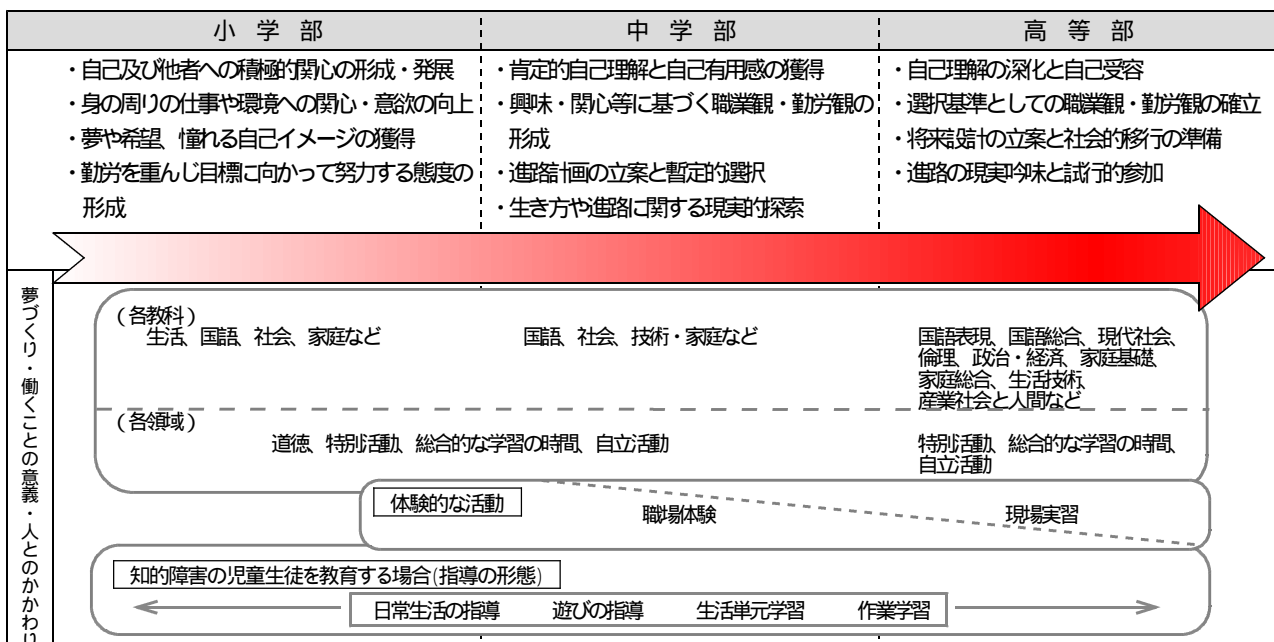 小学部
中学部
高等部
・自己及び他者への積極的関心の形成・発展
・身の周りの仕事や環境への関心・意欲の向上
・夢や希望、憧れる自己イメージの獲得
・勤労を重んじ目標に向かって努力する態度の
形成
・肯定的自己理解と自己有用感の獲得
・興味・関心等に基づく職業観・勤労観の
形成
・進路計画の立案と暫定的選択
・生き方や進路に関する現実的探索
・自己理解の深化と自己受容
・選択基準としての職業観・勤労観の確立
・将来設計の立案と社会的移行の準備
・進路の現実吟味と試行的参加
夢づくり・働くことの意義・人とのかかわり
(各教科)
生活、国語、社会、家庭など
国語、社会、技術・家庭など
国語表現、国語総合、現代社会、
倫理、政治・経済、家庭基礎、
家庭総合、生活技術、
産業社会と人間など
(各領域)
道徳、特別活動、総合的な学習の時間、自立活動
特別活動、総合的な学習の時間、
自立活動
体験的な活動
職場体験
現場実習
知的障害の児童生徒を教育する場合(指導の形態)
日常生活の指導 遊びの指導 生活単元学習 作業学習